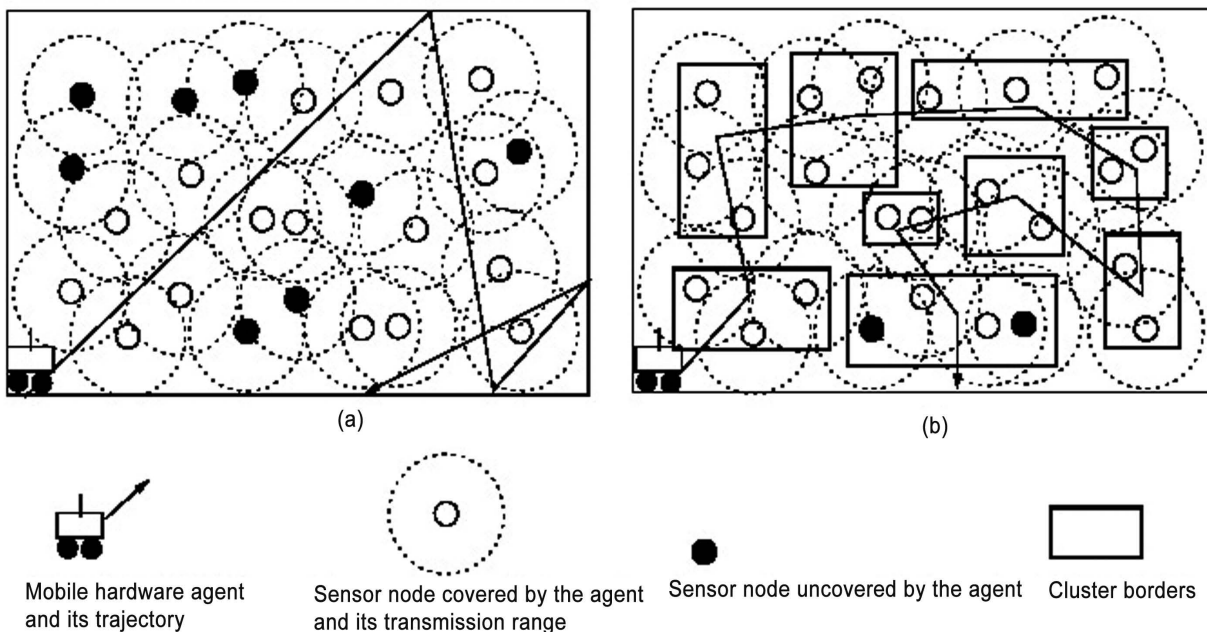 (a)
(b)
Mobile hardware agent
and its trajectory
Sensor node covered by the agent
and its transmission range
Sensor node uncovered by the agent
Cluster borders